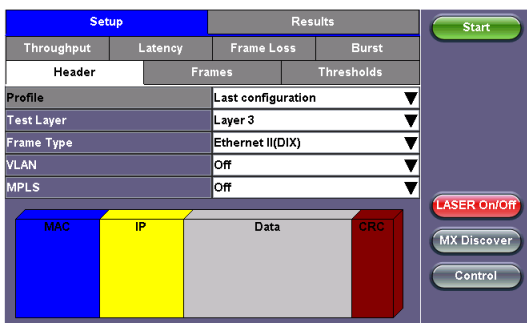 Setup Results
Throughput Latency Frame Loss Burst
Header Frames Thresholds
Profile Last configuration
Test Layer Layer 3
Frame Type Ethernet II(DIX)
VLAN Off
MPLS Off
MAC IP Data CRC
Start
LASER On/Off
MX Discover
Control